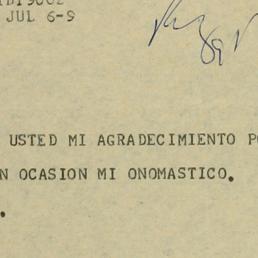 JUL 6-9
USTED MI AGRADECIMIENTO
N OCASION MI ONOMASTICO.
.